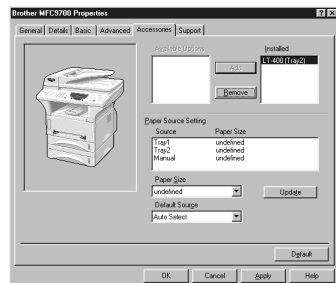 Brother MFC9700 Properties
General Details Basic Advanced Accessories Support
Available Options
Installed
LT-400 (Tray2)
Add
Remove
Paper Source Setting
Source Paper Size
Tray1 undefined
Tray2 undefined
Manual undefined
Paper Size
undefined
Update
Default Source
Auto Select
Default
OK Cancel Apply Help